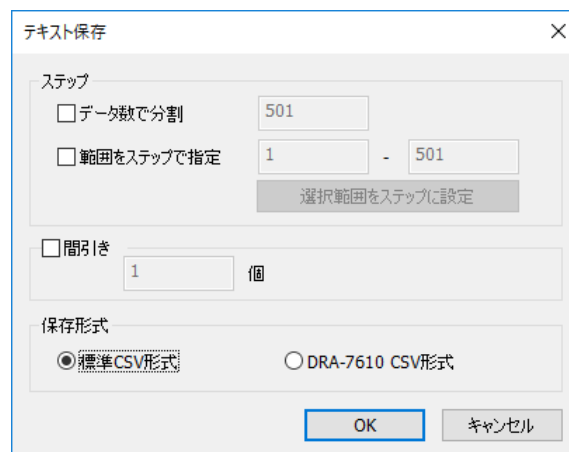 テキスト保存
ステップ
データ数で分割 501
範囲をステップで指定 1 - 501
選択範囲をステップに設定
間引き
1 個
保存形式
標準CSV形式 DRA-7610 CSV形式
OK キャンセル